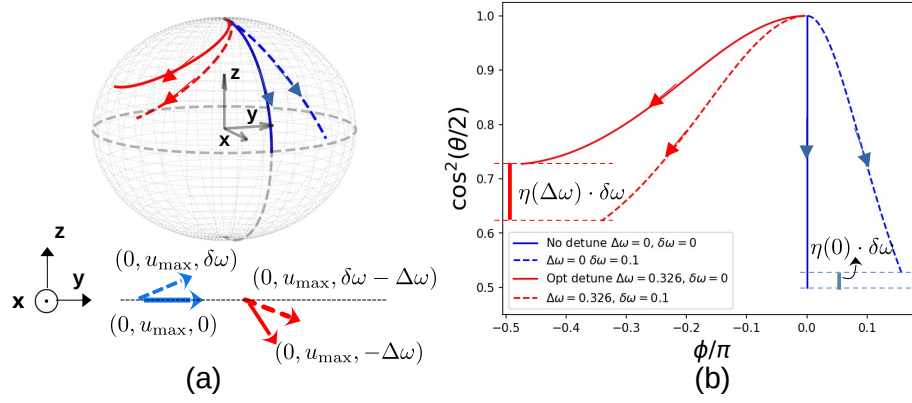 z
y
x
z
y
x
(0, u_max, δω)
(0, u_max, 0)
(0, u_max, δω − Δω)
(0, u_max, −Δω)
(a)
cos²(θ/2)
1.0
0.9
0.8
0.7
0.6
0.5
η(Δω) · δω
η(0) · δω
No detune Δω = 0, δω = 0
Δω = 0 δω = 0.1
Opt detune Δω = 0.326, δω = 0
Δω = 0.326, δω = 0.1
-0.5 -0.4 -0.3 -0.2 -0.1 0.0 0.1
ϕ/π
(b)